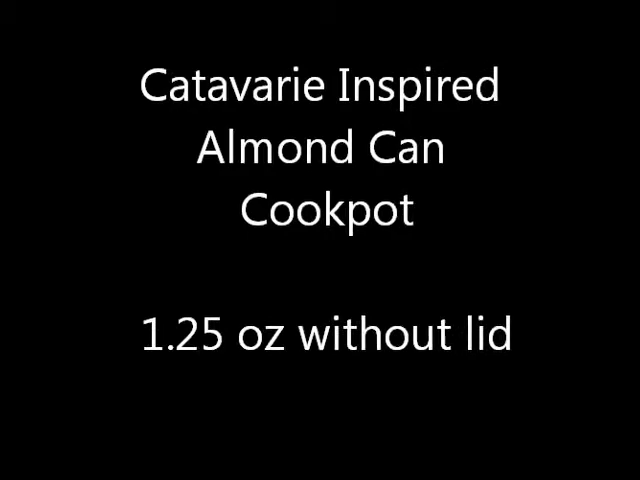 Catavarie Inspired
Almond Can
Cookpot
1.25 oz without lid